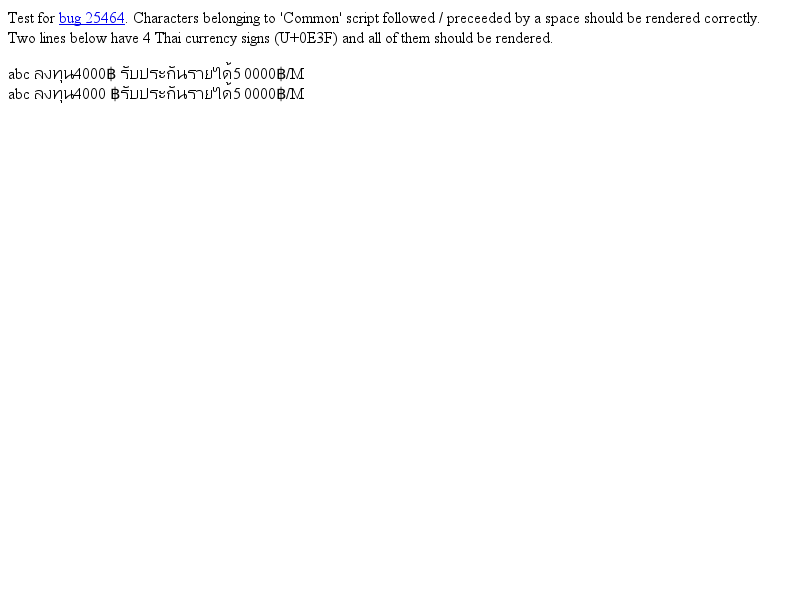 Test for bug 25464. Characters belonging to 'Common' script followed / preceeded by a space should be rendered correctly.
Two lines below have 4 Thai currency signs (U+0E3F) and all of them should be rendered.
abc ลงทุน4000฿ รับประกันรายได้5 0000฿/M
abc ลงทุน4000 ฿รับประกันรายได้5 0000฿/M